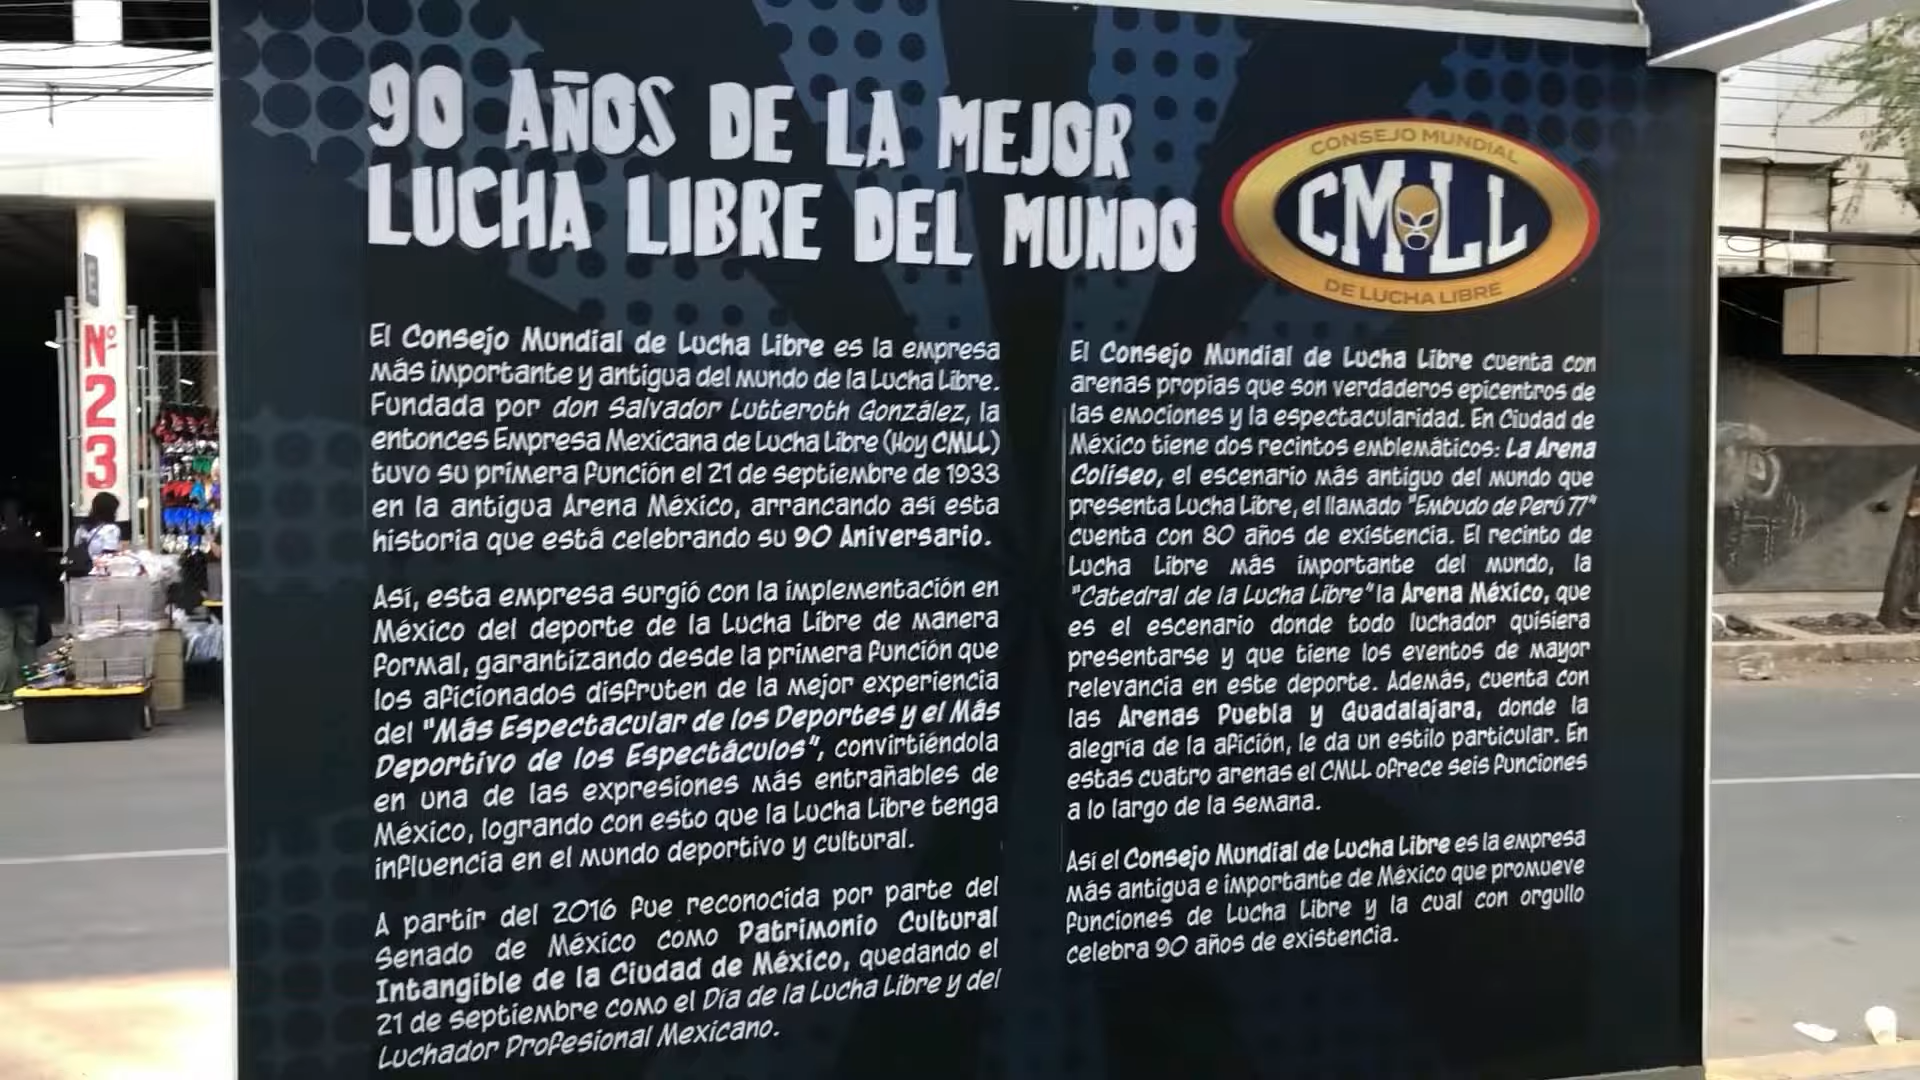 90 AÑOS DE LA MEJOR
LUCHA LIBRE DEL MUNDO
CONSEJO MUNDIAL
CMLL
DE LUCHA LIBRE
El Consejo Mundial de Lucha Libre es la empresa
más importante y antigua del mundo de la Lucha Libre.
Fundada por don Salvador Lutteroth González, la
entonces Empresa Mexicana de Lucha Libre (Hoy CMLL)
tuvo su primera función el 21 de septiembre de 1933
en la antigua Arena México, arrancando así esta
historia que está celebrando su 90 Aniversario.
Así, esta empresa surgió con la implementación en
México del deporte de la Lucha Libre de manera
formal, garantizando desde la primera función que
los aficionados disfruten de la mejor experiencia
del "Más Espectacular de los Deportes y el Más
Deportivo de los Espectáculos", convirtiéndola
en una de las expresiones más entrañables de
México, logrando con esto que la Lucha Libre tenga
influencia en el mundo deportivo y cultural.
A partir del 2016 fue reconocida por parte del
Senado de México como Patrimonio Cultural
Intangible de la Ciudad de México, quedando el
21 de septiembre como el Día de la Lucha Libre y del
Luchador Profesional Mexicano.
El Consejo Mundial de Lucha Libre cuenta con
arenas propias que son verdaderos epicentros de
las emociones y la espectacularidad. En Ciudad de
México tiene dos recintos emblemáticos: La Arena
Coliseo, el escenario más antiguo del mundo que
presenta Lucha Libre, el llamado "Embudo de Perú 77"
cuenta con 80 años de existencia. El recinto de
Lucha Libre más importante del mundo, la
"Catedral de la Lucha Libre" la Arena México, que
es el escenario donde todo luchador quisiera
presentarse y que tiene los eventos de mayor
relevancia en este deporte. Además, cuenta con
las Arenas Puebla y Guadalajara, donde la
alegría de la afición, le da un estilo particular. En
estas cuatro arenas el CMLL ofrece seis funciones
a lo largo de la semana.
Así el Consejo Mundial de Lucha Libre es la empresa
más antigua e importante de México que promueve
funciones de Lucha Libre y la cual con orgullo
celebra 90 años de existencia.
E
Nº
23